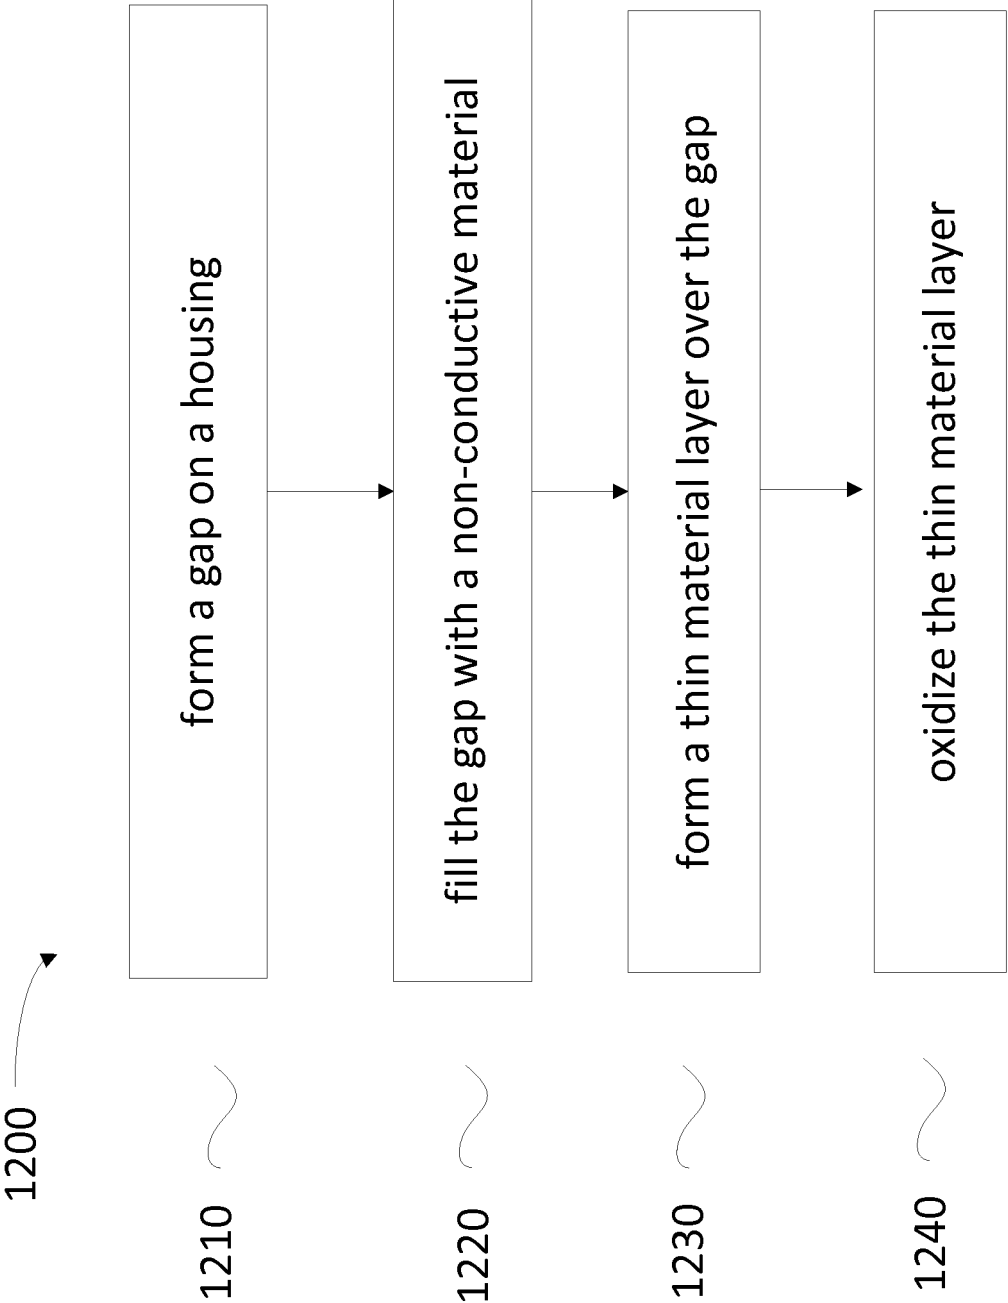 1200
1210
form a gap on a housing
1220
fill the gap with a non-conductive material
1230
form a thin material layer over the gap
1240
oxidize the thin material layer